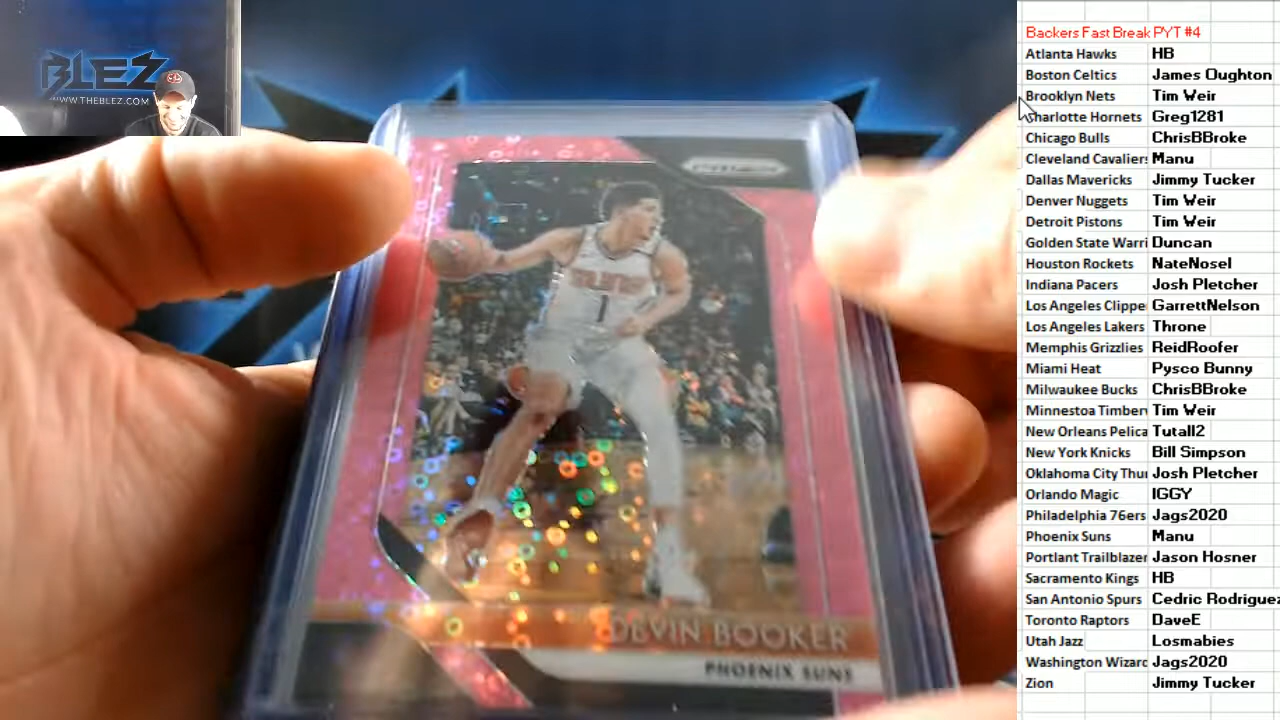 BLEZ
WWW.THEBLEZ.COM
PRIZM
SUNS
1
DEVIN BOOKER
PHOENIX SUNS
Backers Fast Break PYT #4
Atlanta Hawks HB
Boston Celtics James Oughton
Brooklyn Nets Tim Weir
Charlotte Hornets Greg1281
Chicago Bulls ChrisBBroke
Cleveland Cavaliers Manu
Dallas Mavericks Jimmy Tucker
Denver Nuggets Tim Weir
Detroit Pistons Tim Weir
Golden State Warri Duncan
Houston Rockets NateNosel
Indiana Pacers Josh Pletcher
Los Angeles Clippe GarrettNelson
Los Angeles Lakers Throne
Memphis Grizzlies ReidRoofer
Miami Heat Pysco Bunny
Milwaukee Bucks ChrisBBroke
Minnestoa Timberv Tim Weir
New Orleans Pelica Tutall2
New York Knicks Bill Simpson
Oklahoma City Thu Josh Pletcher
Orlando Magic IGGY
Philadelphia 76ers Jags2020
Phoenix Suns Manu
Portlant Trailblazer Jason Hosner
Sacramento Kings HB
San Antonio Spurs Cedric Rodriguez
Toronto Raptors DaveE
Utah Jazz Losmabies
Washington Wizard Jags2020
Zion Jimmy Tucker